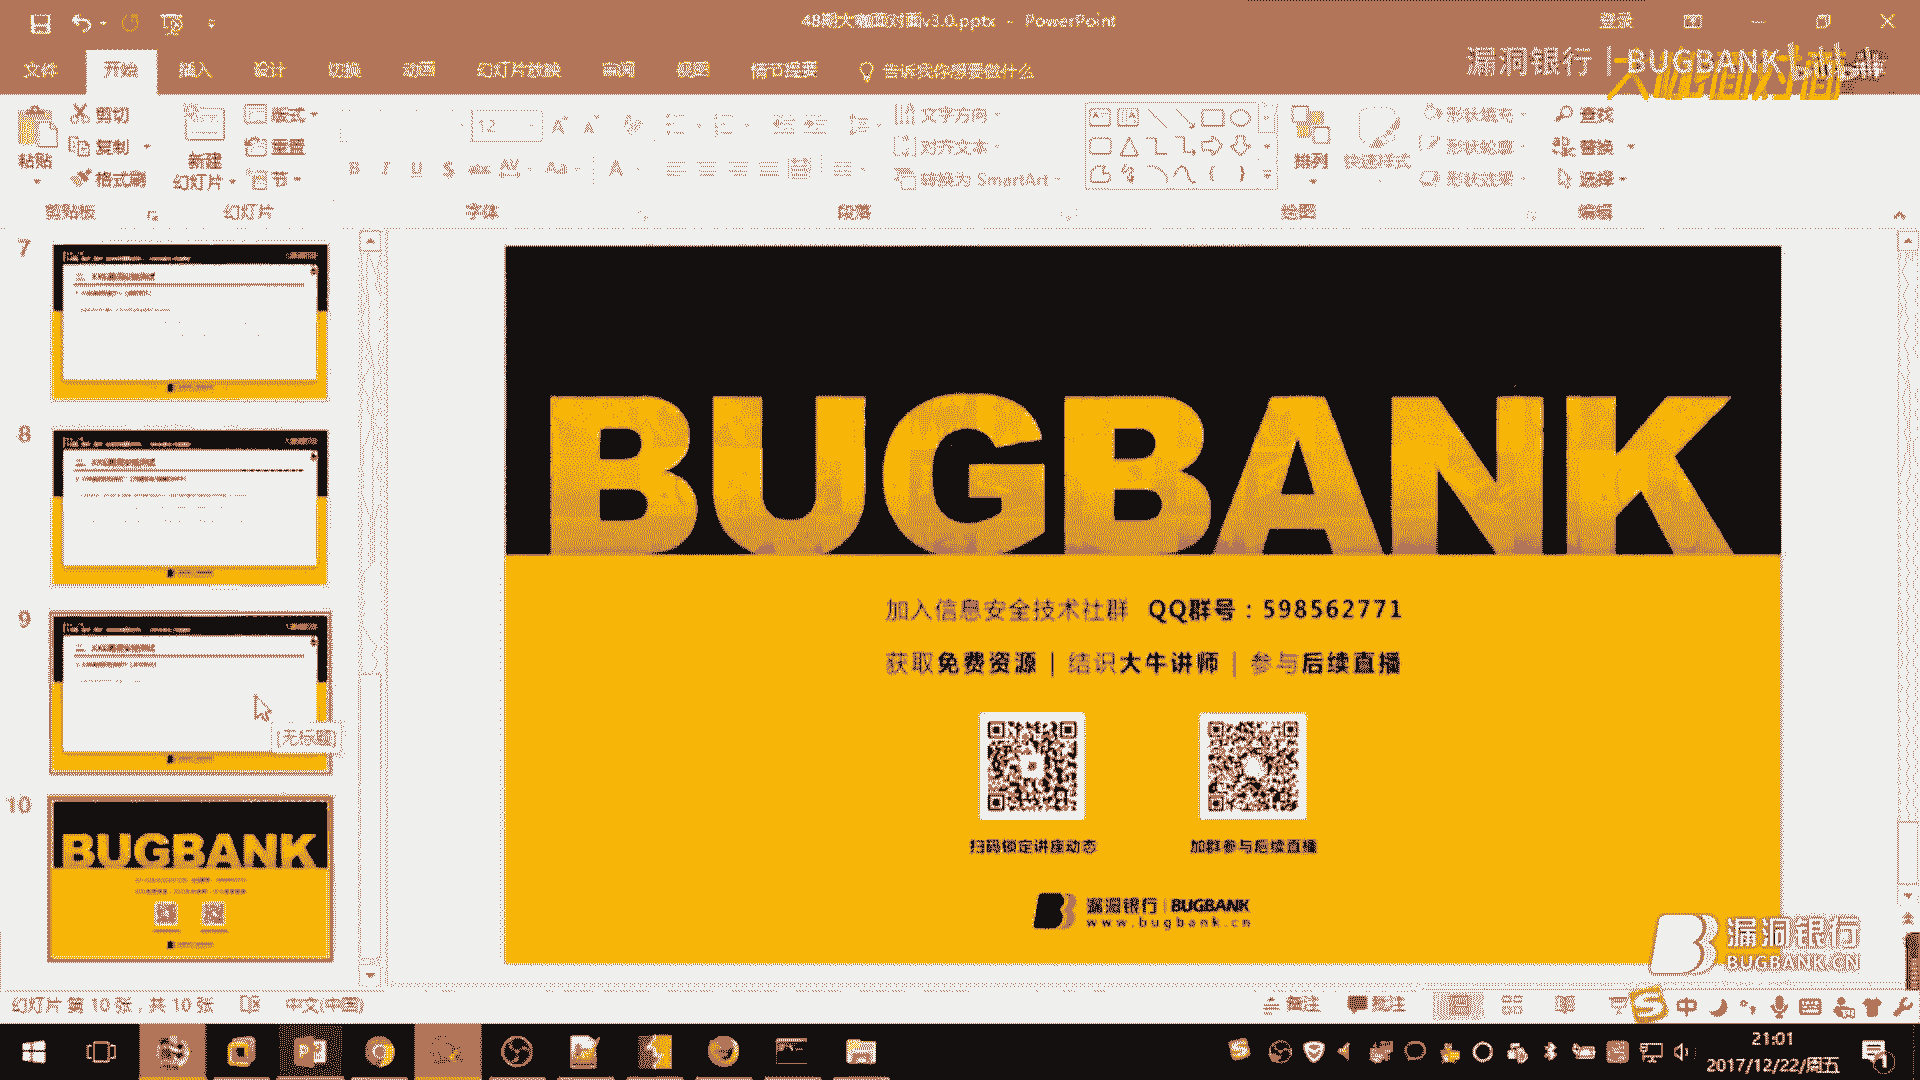 v3.0.pptx - PowerPoint
登录
文件 开始 插入 设计 切换 动画 幻灯片放映 审阅 视图 情节提要 告诉我你想要做什么
漏洞银行 | BUGBANK
大咖面对面
粘贴
剪切
复制
格式刷
剪贴板
新建
幻灯片
版式
重置
节
幻灯片
12
B I U S abc AV Aa A
字体
文字方向
对齐文本
转换为 SmartArt
段落
排列
快速样式
形状填充
形状轮廓
形状效果
绘图
查找
替换
选择
编辑
7
8
9
[无标题]
10
BUGBANK
BUGBANK
加入信息安全技术社群 QQ群号：598562771
获取免费资源 | 结识大牛讲师 | 参与后续直播
扫码锁定讲座动态
加群参与后续直播
漏洞银行 | BUGBANK
www.bugbank.cn
漏洞银行
BUGBANK.CN
幻灯片 第 10 张，共 10 张 中文(中国)
备注 批注
中
21:01
2017/12/22/周五